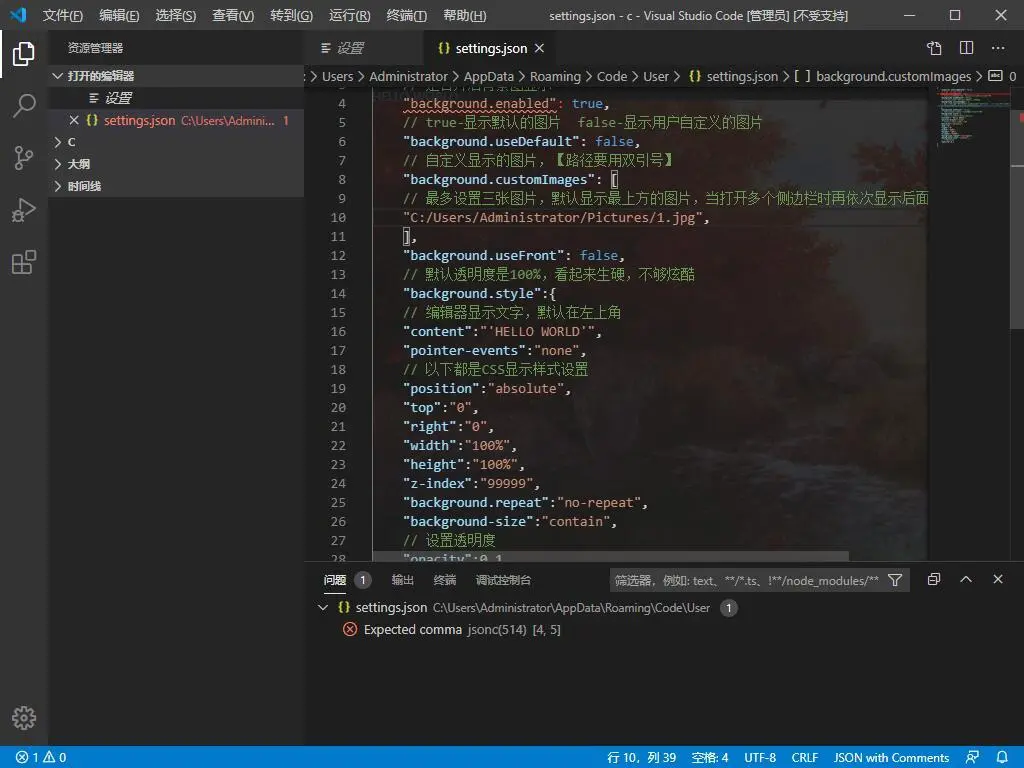 文件(F) 编辑(E) 选择(S) 查看(V) 转到(G) 运行(R) 终端(T) 帮助(H) settings.json - c - Visual Studio Code [管理员] [不受支持]
资源管理器
设置
settings.json
打开的编辑器
设置
settings.json C:\Users\Admini... 1
C
大纲
时间线
Users > Administrator > AppData > Roaming > Code > User > {} settings.json > [ ] background.customImages > 0
4 "background.enabled": true,
5 // true-显示默认的图片  false-显示用户自定义的图片
6 "background.useDefault": false,
7 // 自定义显示的图片，【路径要用双引号】
8 "background.customImages": [
9 // 最多设置三张图片，默认显示最上方的图片，当打开多个侧边栏时再依次显示后面
10 "C:/Users/Administrator/Pictures/1.jpg",
11 ],
12 "background.useFront": false,
13 // 默认透明度是100%，看起来生硬，不够炫酷
14 "background.style":{
15 // 编辑器显示文字，默认在左上角
16 "content":"'HELLO WORLD'",
17 "pointer-events":"none",
18 // 以下都是CSS显示样式设置
19 "position":"absolute",
20 "top":"0",
21 "right":"0",
22 "width":"100%",
23 "height":"100%",
24 "z-index":"99999",
25 "background.repeat":"no-repeat",
26 "background-size":"contain",
27 // 设置透明度
28 "opacity":0.1
问题 1 输出 终端 调试控制台 筛选器，例如: text、**/*.ts、!**/node_modules/**
{} settings.json C:\Users\Administrator\AppData\Roaming\Code\User 1
Expected comma jsonc(514) [4, 5]
1 0 行 10，列 39 空格: 4 UTF-8 CRLF JSON with Comments